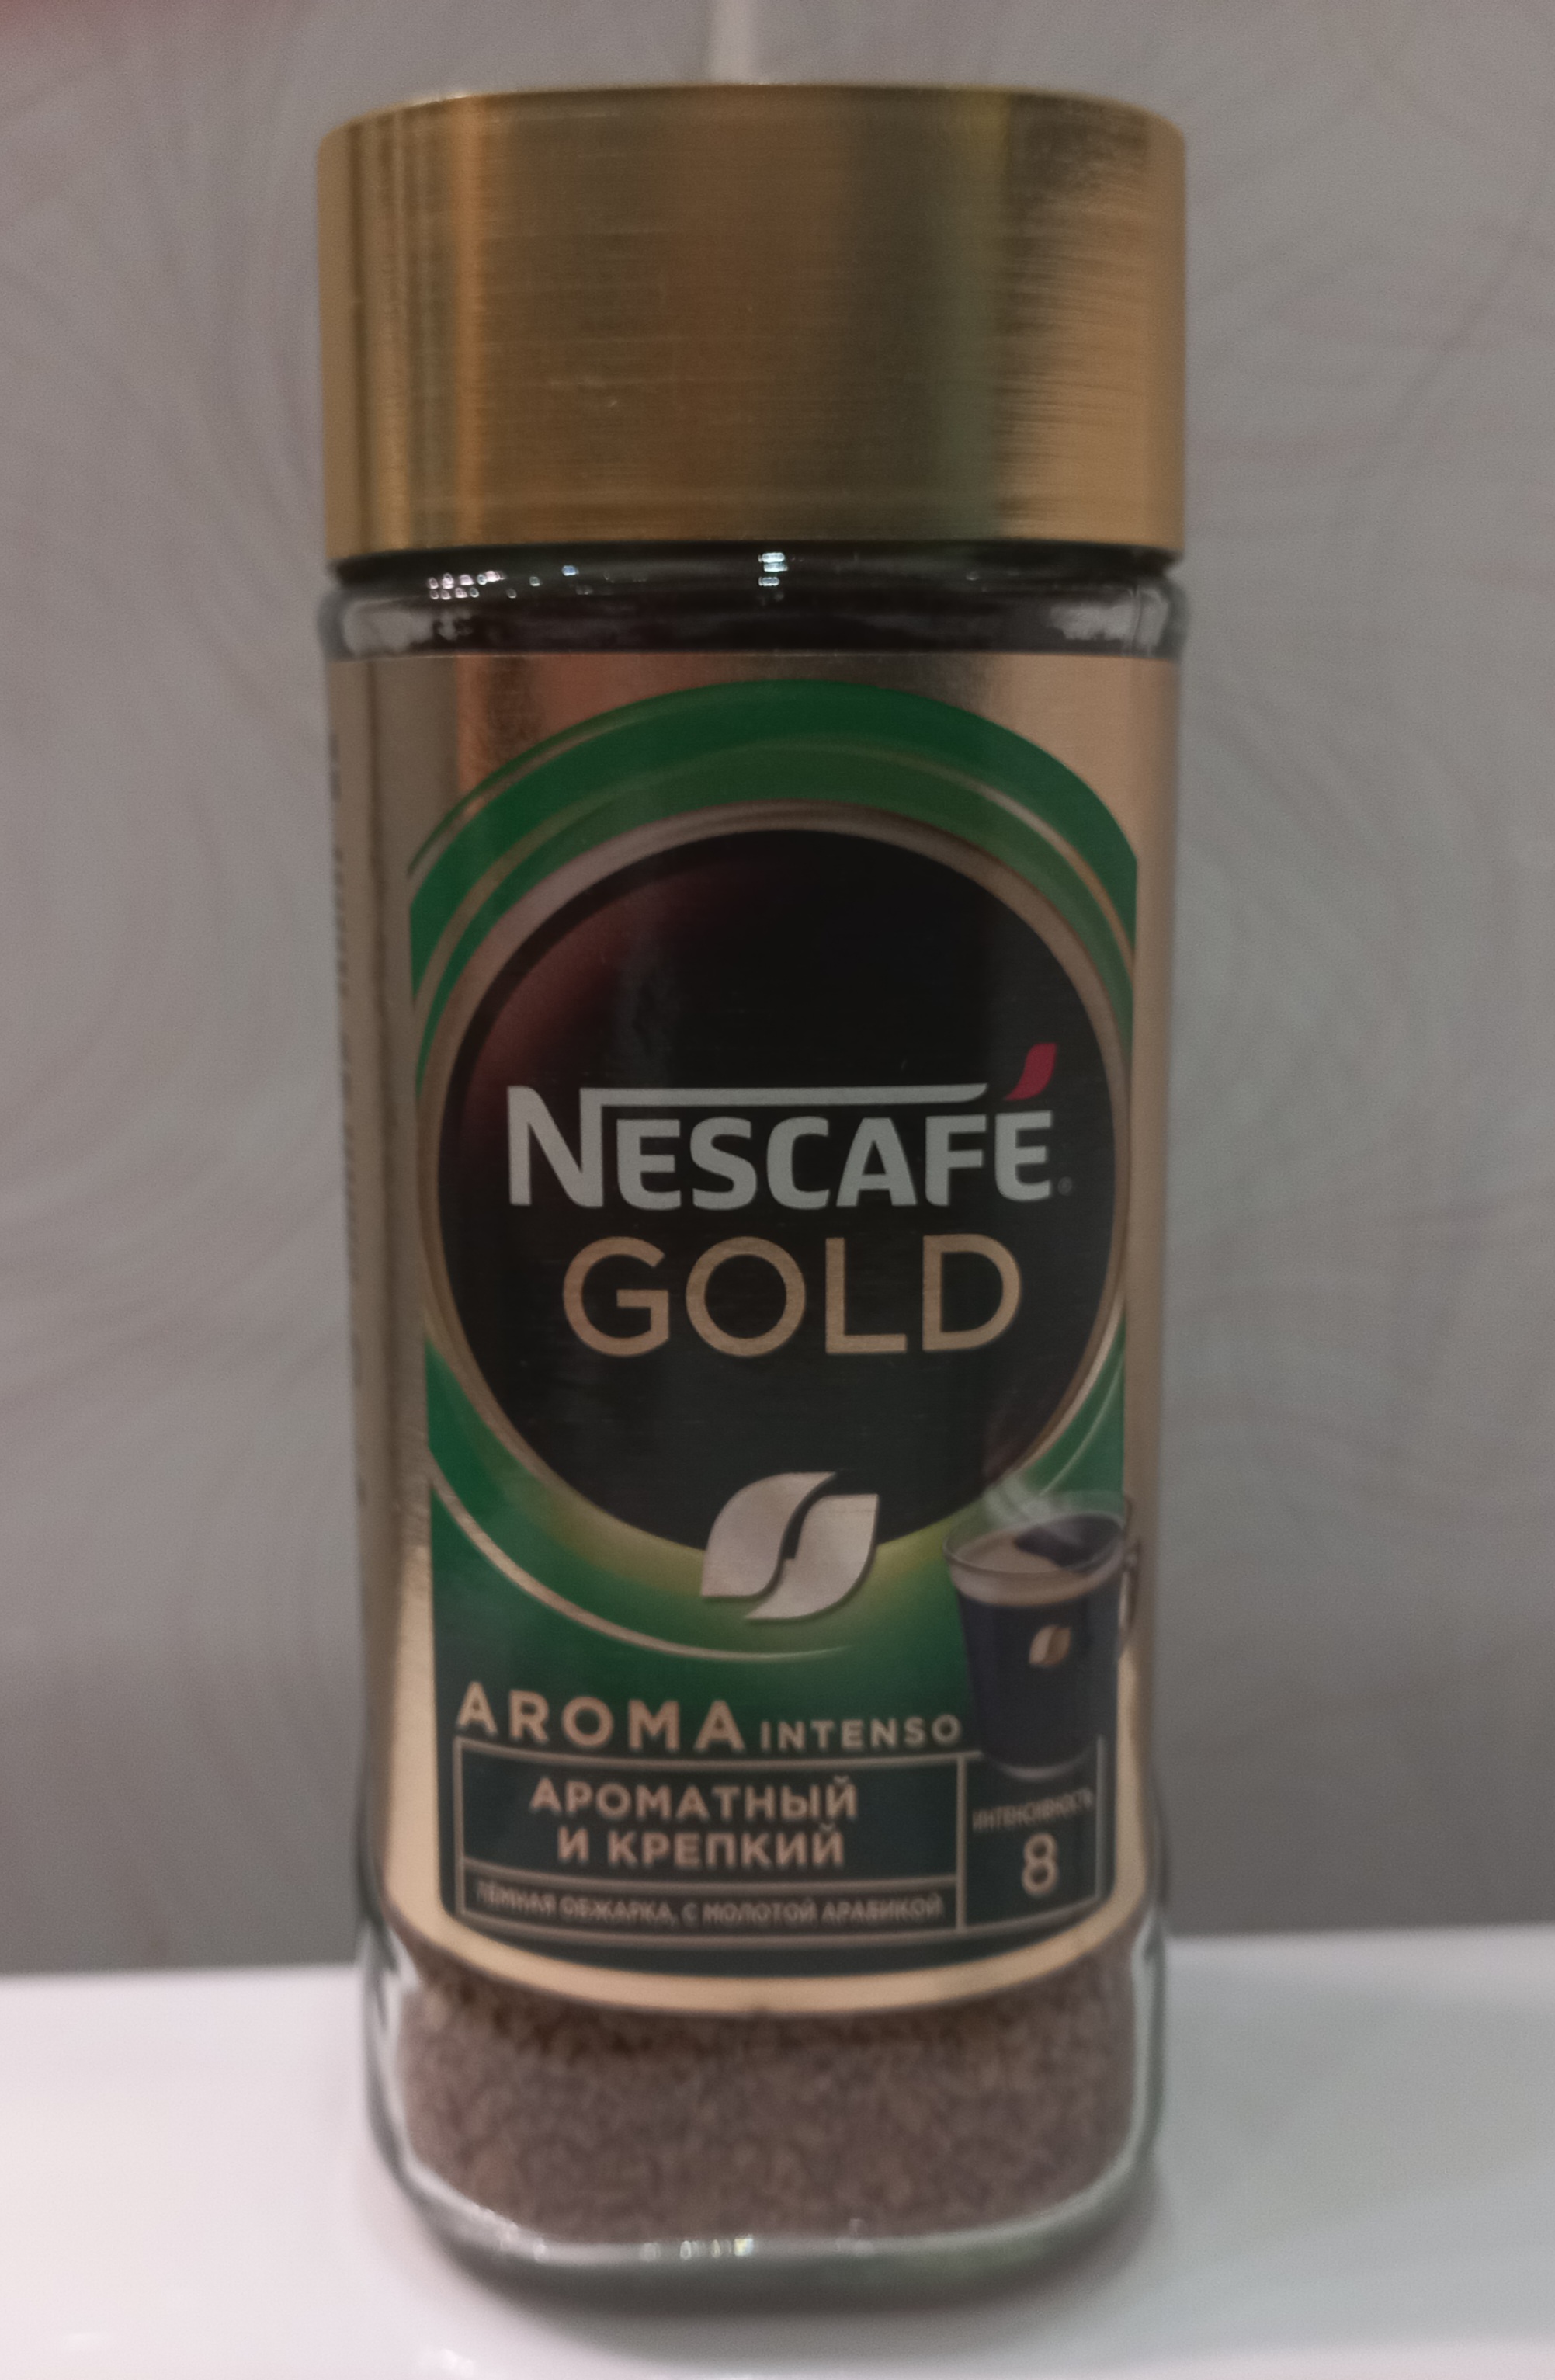 NESCAFÉ®
GOLD
AROMA INTENSO
АРОМАТНЫЙ
И КРЕПКИЙ
ТЁМНАЯ ОБЖАРКА, С МОЛОТОЙ АРАБИКОЙ
ИНТЕНСИВНОСТЬ
8